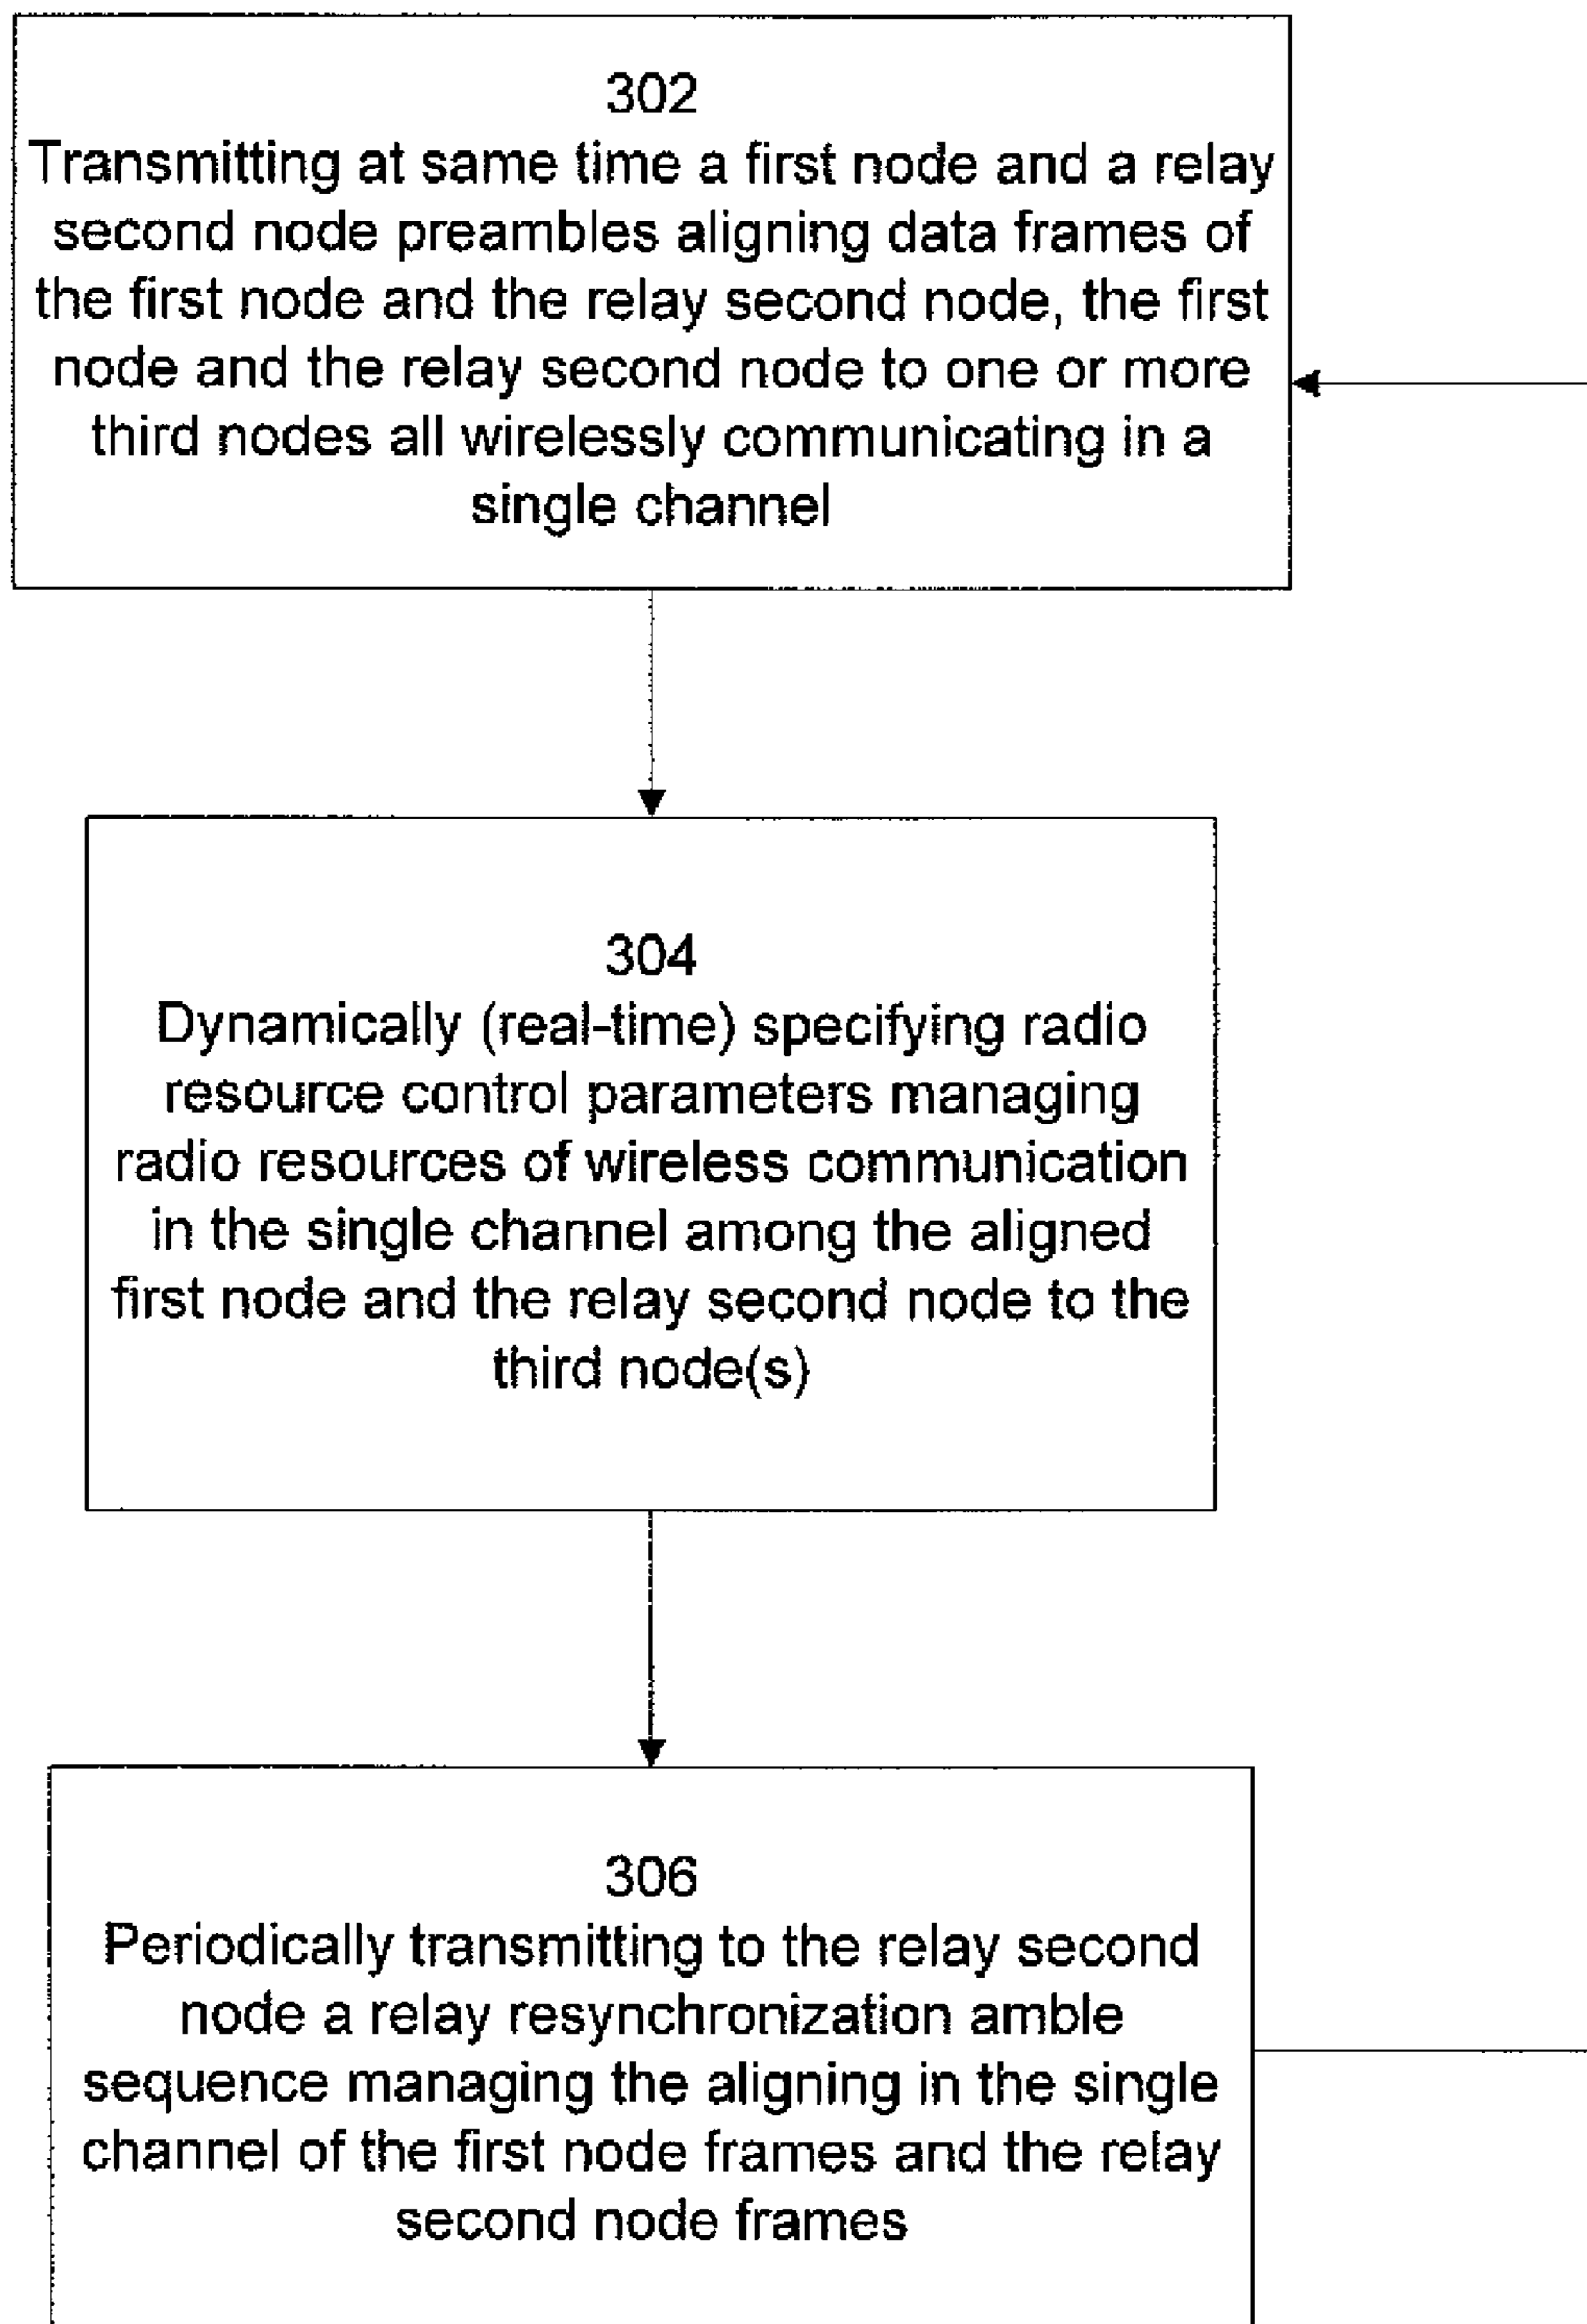 302
Transmitting at same time a first node and a relay
second node preambles aligning data frames of
the first node and the relay second node, the first
node and the relay second node to one or more
third nodes all wirelessly communicating in a
single channel
304
Dynamically (real-time) specifying radio
resource control parameters managing
radio resources of wireless communication
in the single channel among the aligned
first node and the relay second node to the
third node(s)
306
Periodically transmitting to the relay second
node a relay resynchronization amble
sequence managing the aligning in the single
channel of the first node frames and the relay
second node frames